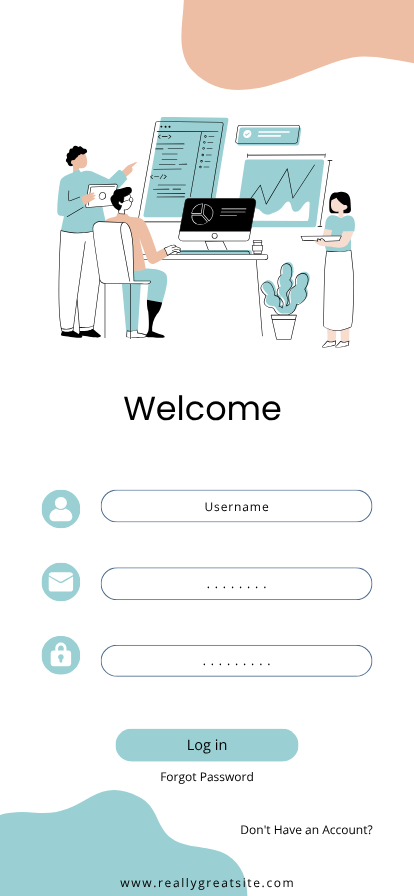 Welcome
Username
. . . . . . . .
. . . . . . . . .
Log in
Forgot Password
Don't Have an Account?
www.reallygreatsite.com